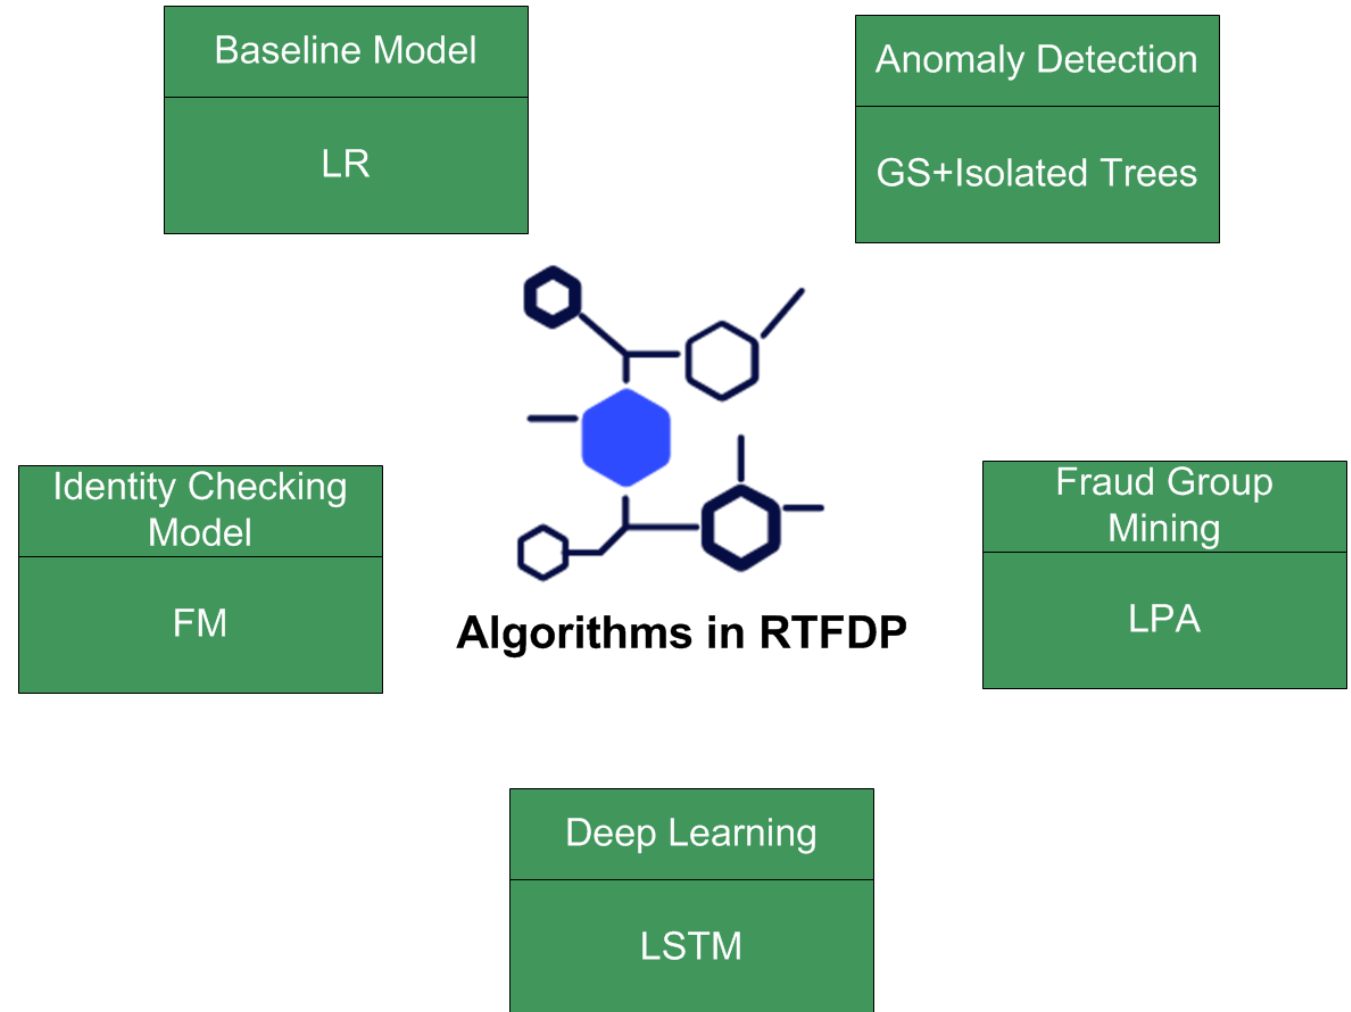 Baseline Model
LR
Anomaly Detection
GS+Isolated Trees
Identity Checking
Model
FM
Algorithms in RTFDP
Fraud Group
Mining
LPA
Deep Learning
LSTM